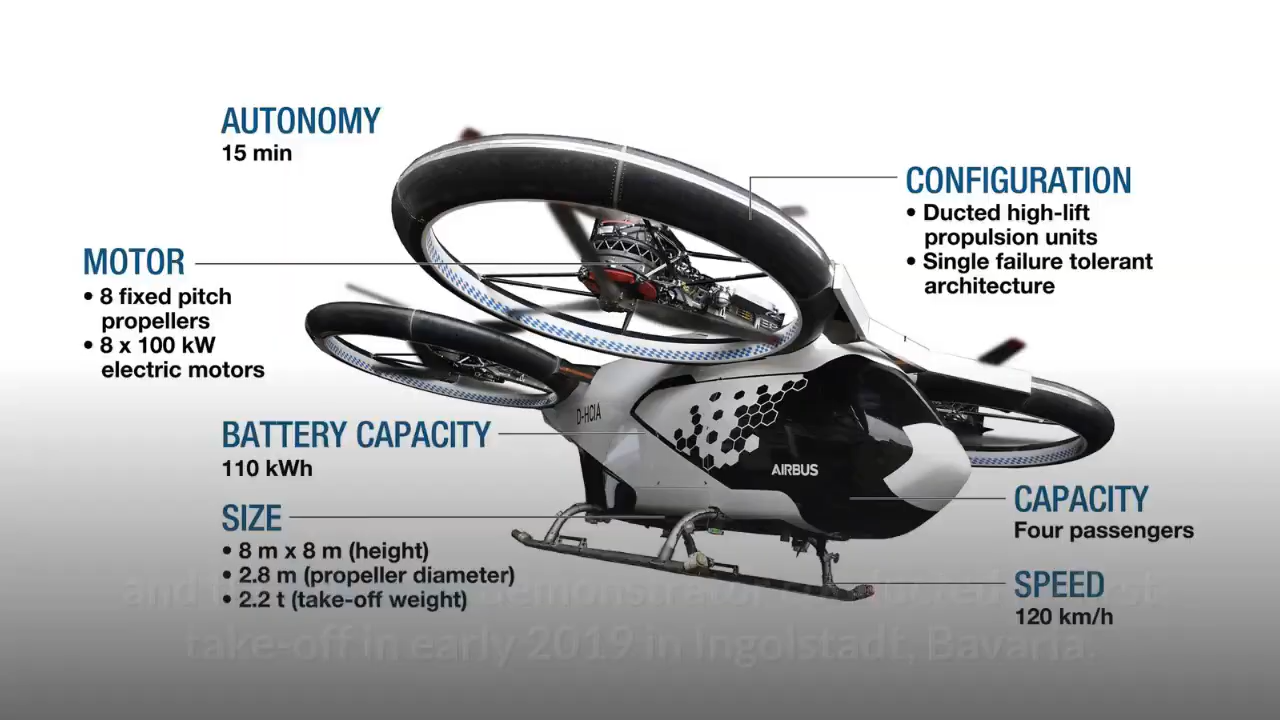 AUTONOMY
15 min
CONFIGURATION
• Ducted high-lift
propulsion units
• Single failure tolerant
architecture
MOTOR
• 8 fixed pitch
propellers
• 8 x 100 kW
electric motors
D-HCIA
AIRBUS
BATTERY CAPACITY
110 kWh
SIZE
• 8 m x 8 m (height)
• 2.8 m (propeller diameter)
• 2.2 t (take-off weight)
CAPACITY
Four passengers
SPEED
120 km/h
and demonstrator
take-off in early 2019 in Ingolstadt, Bavaria.